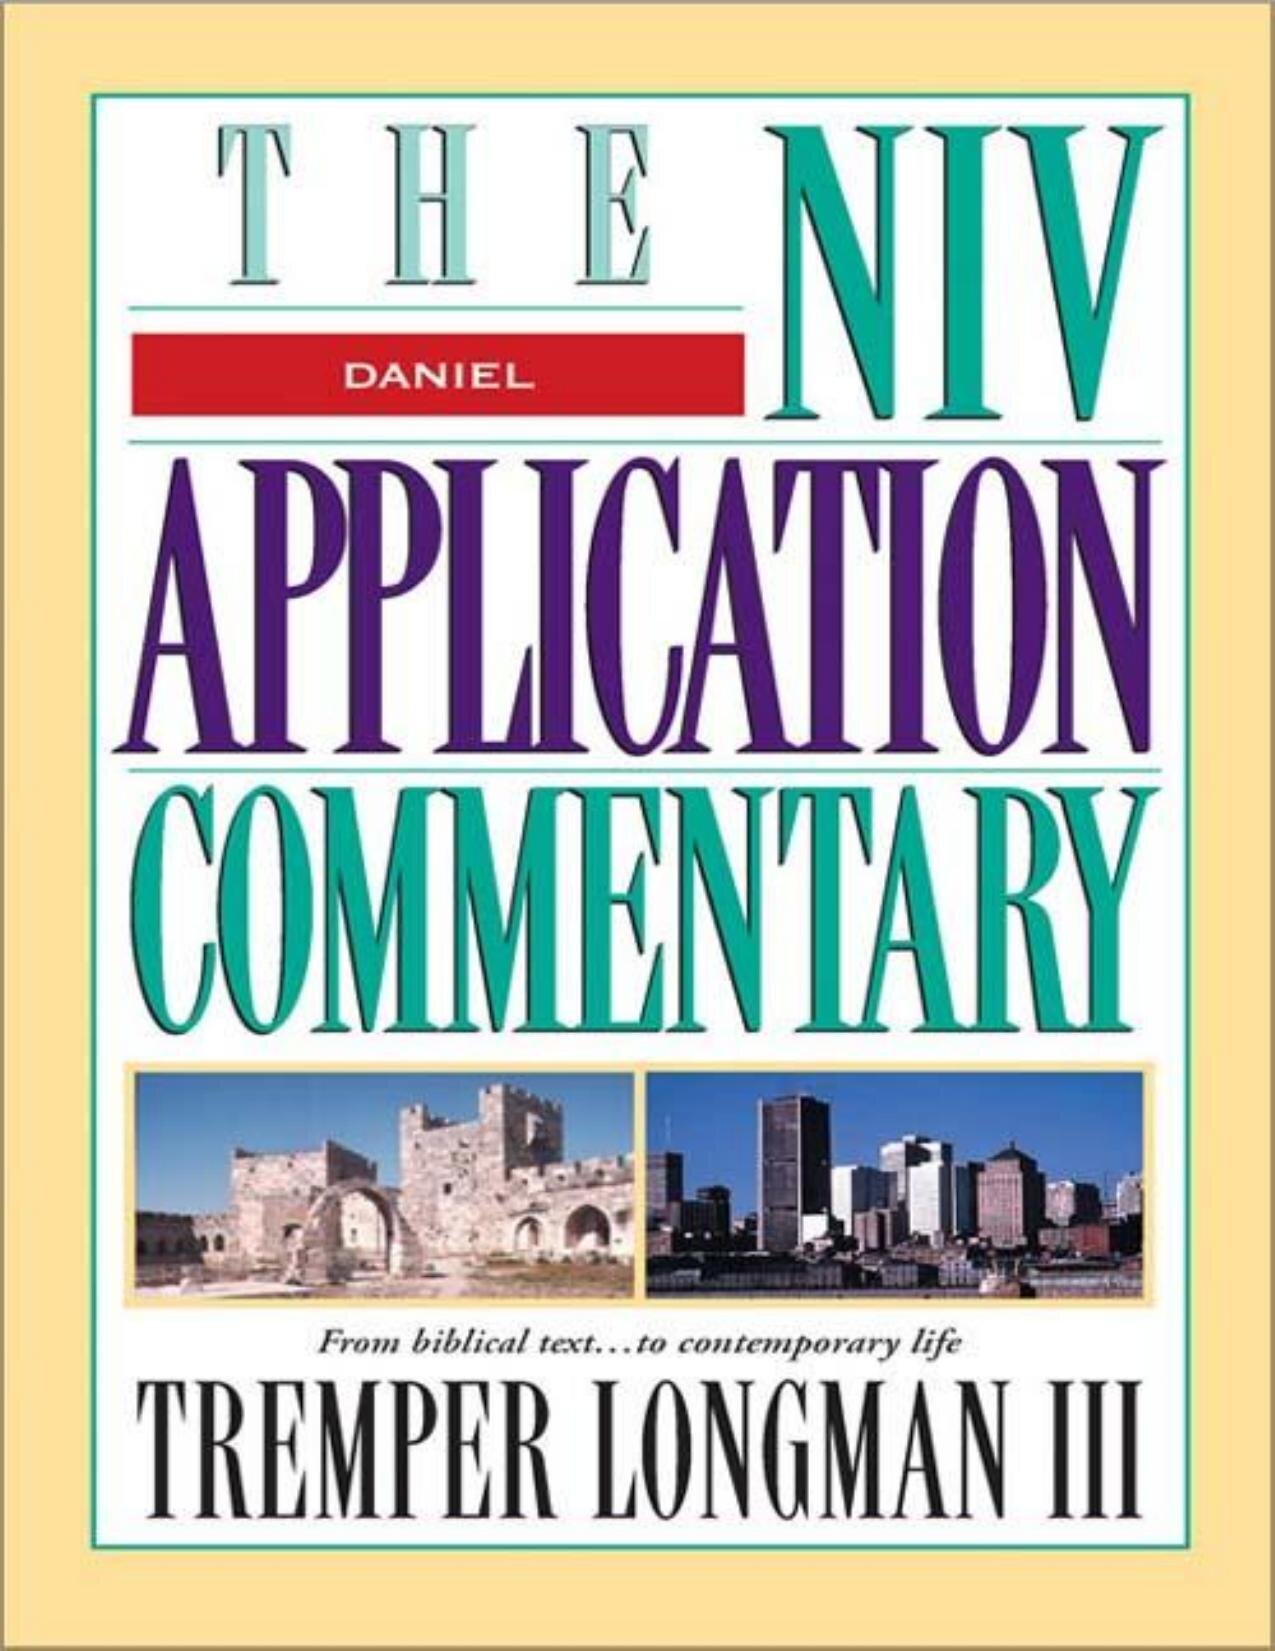 THE NIV
DANIEL
APPLICATION
COMMENTARY
From biblical text...to contemporary life
TREMPER LONGMAN III